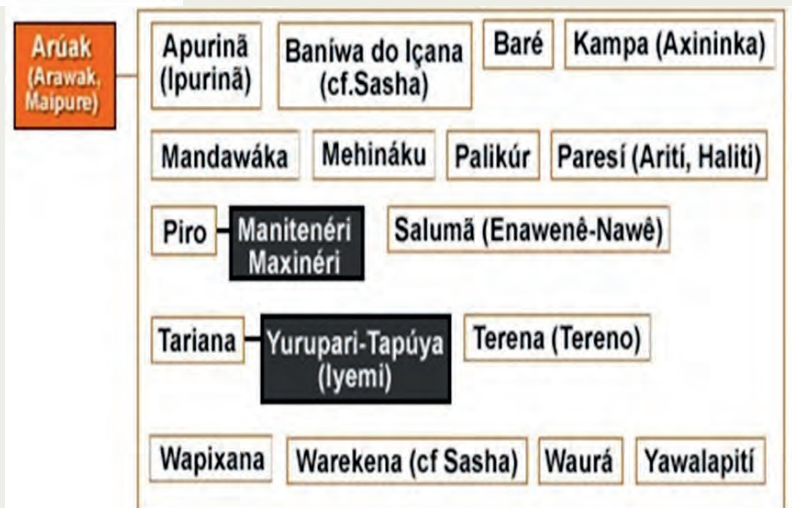 Arúak
(Arawak,
Maipure)
Apurinã
(Ipurinã)
Baníwa do Içana
(cf.Sasha)
Baré
Kampa (Axininka)
Mandawáka
Mehináku
Palikúr
Paresí (Arití, Haliti)
Piro
Manitenéri
Maxinéri
Salumã (Enawenê-Nawê)
Tariana
Yurupari-Tapúya
(Iyemi)
Terena (Tereno)
Wapixana
Warekena (cf Sasha)
Waurá
Yawalapití